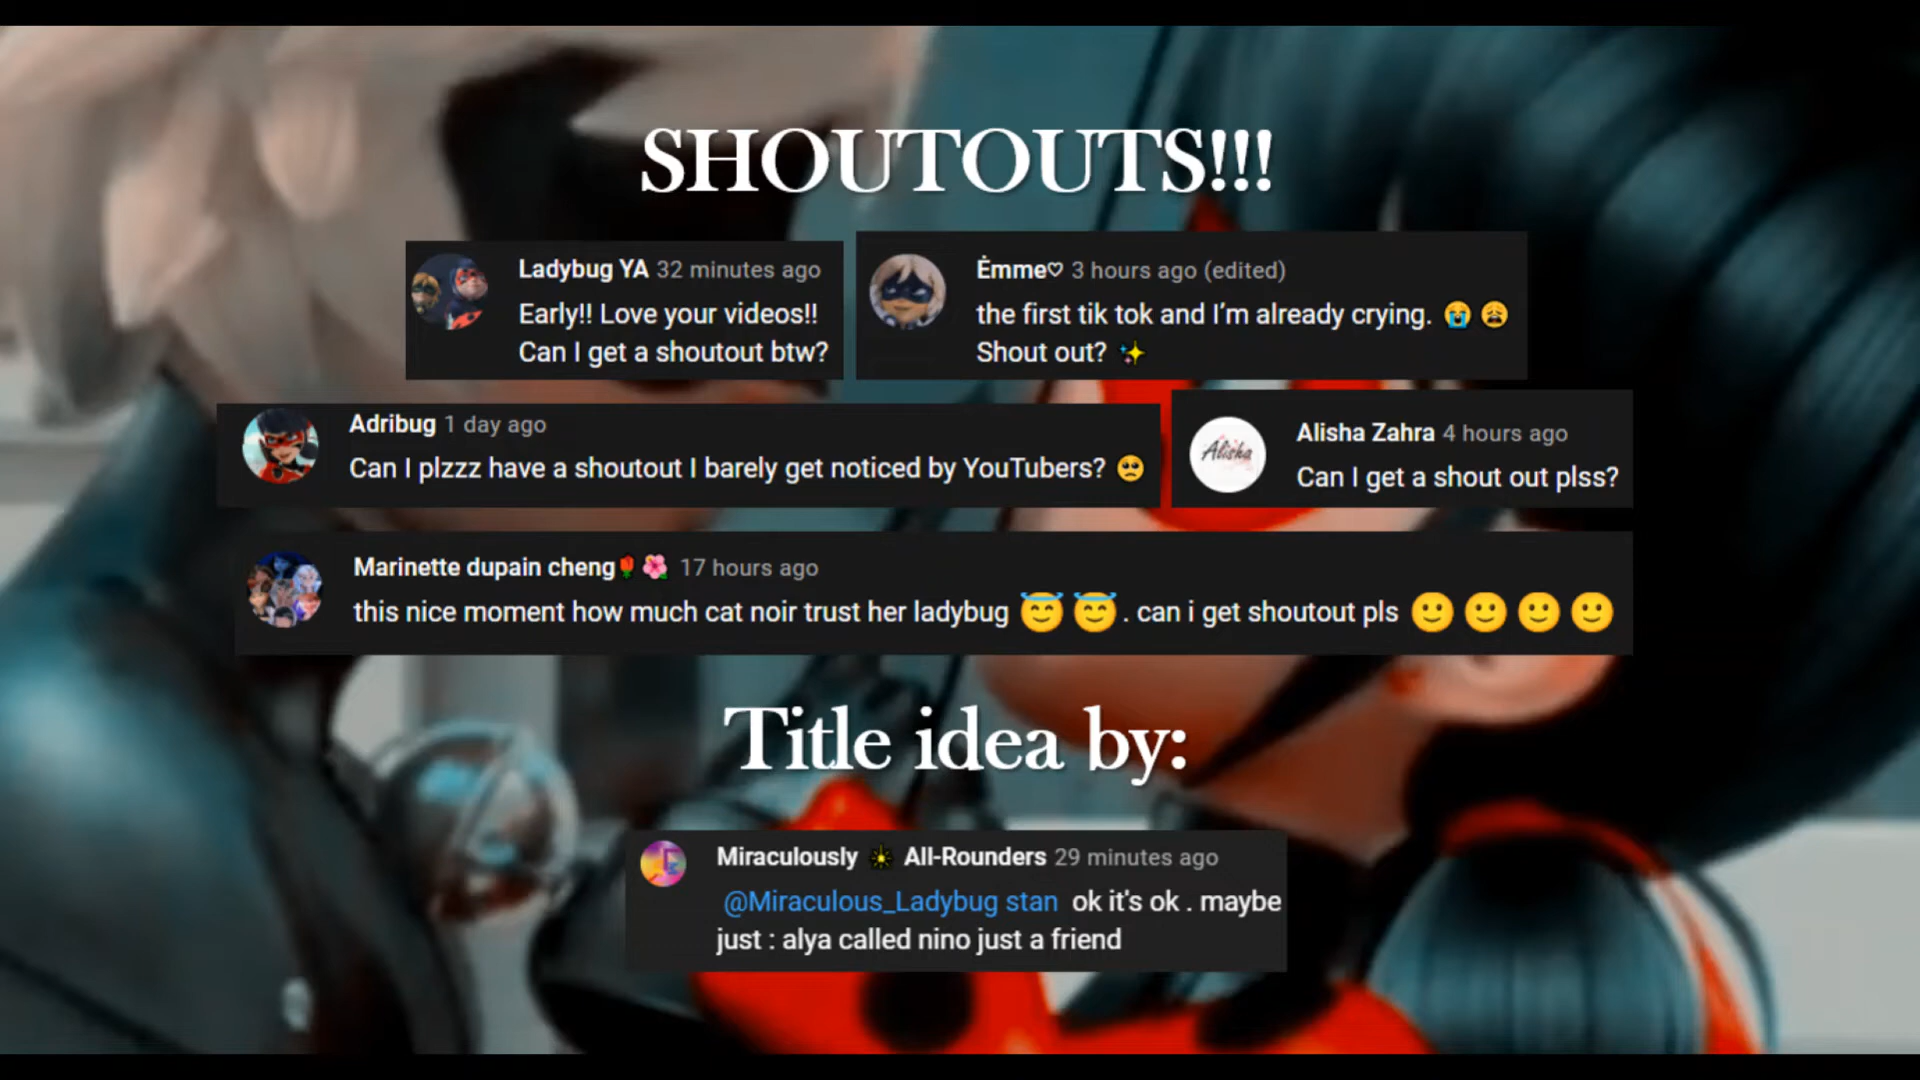 SHOUTOUTS!!!
Ladybug YA 32 minutes ago
Early!! Love your videos!!
Can I get a shoutout btw?
Ėmme♡ 3 hours ago (edited)
the first tik tok and I’m already crying. 😭 😩
Shout out? ✨
Adribug 1 day ago
Can I plzzz have a shoutout I barely get noticed by YouTubers? 🥺
Alisha
Alisha Zahra 4 hours ago
Can I get a shout out plss?
Marinette dupain cheng🌹🌺 17 hours ago
this nice moment how much cat noir trust her ladybug 😇 😇 . can i get shoutout pls 🙂 🙂 🙂 🙂
Title idea by:
Miraculously ☀ All-Rounders 29 minutes ago
@Miraculous_Ladybug stan ok it's ok . maybe
just : alya called nino just a friend